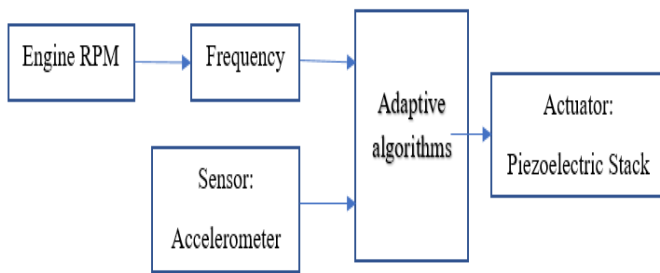 Engine RPM
Frequency
Adaptive
algorithms
Actuator:
Piezoelectric Stack
Sensor:
Accelerometer